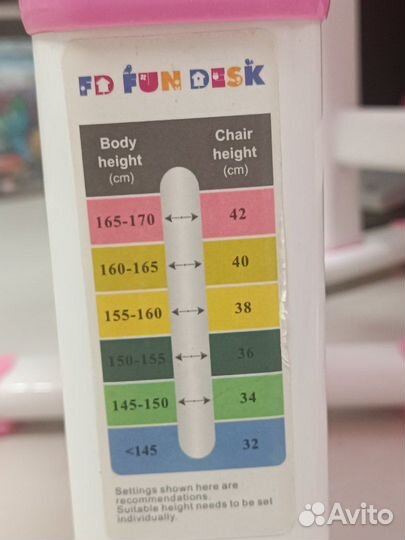 FD FUN DESK
Body height (cm) Chair height (cm)
165-170 42
160-165 40
155-160 38
150-155 36
145-150 34
<145 32
Settings shown here are
recommendations.
Suitable height needs to be set
individually.
Avito